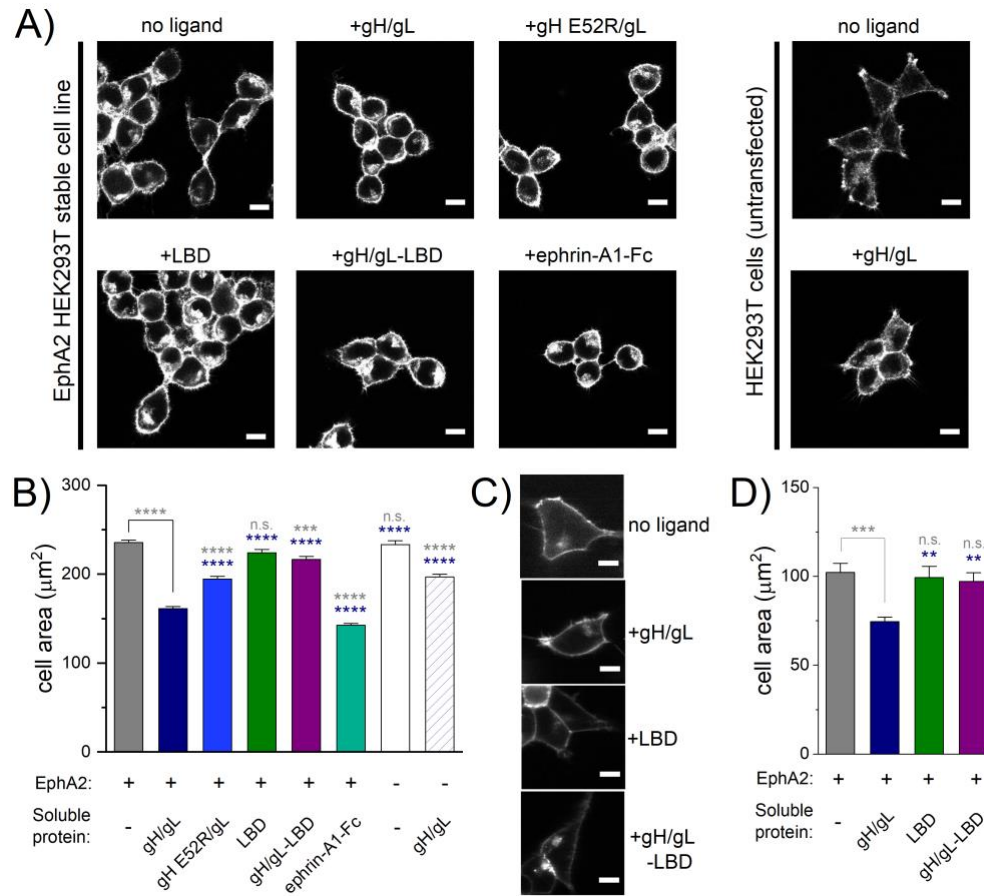 A)
no ligand
+gH/gL
+gH E52R/gL
no ligand
EphA2 HEK293T stable cell line
HEK293T cells (untransfected)
+LBD
+gH/gL-LBD
+ephrin-A1-Fc
+gH/gL
B)
300
200
100
0
cell area (μm²)
****
****
****
n.s.
****
***
****
****
****
n.s.
****
****
****
EphA2:
+ + + + + + - -
Soluble
protein:
-
gH/gL
gH E52R/gL
LBD
gH/gL-LBD
ephrin-A1-Fc
-
gH/gL
C)
no ligand
+gH/gL
+LBD
+gH/gL
-LBD
D)
150
100
50
0
cell area (μm²)
***
n.s.
**
n.s.
**
EphA2:
+ + + +
Soluble
protein:
-
gH/gL
LBD
gH/gL-LBD